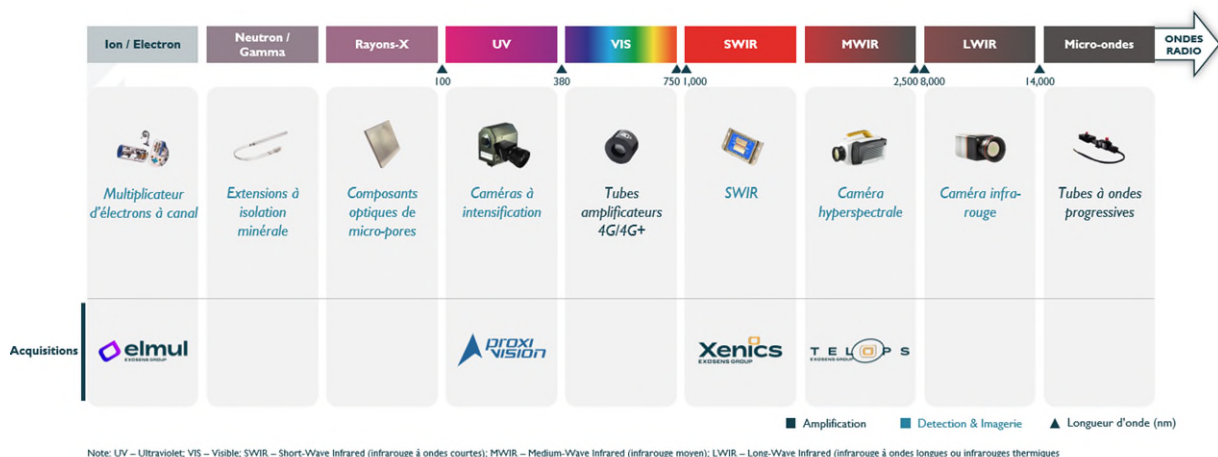 Ion / Electron
Neutron /
Gamma
Rayons-X
UV
VIS
SWIR
MWIR
LWIR
Micro-ondes
ONDES
RADIO
100
380
750
1,000
2,500
8,000
14,000
Multiplicateur
d'électrons à canal
Extensions à
isolation
minérale
Composants
optiques de
micro-pores
Caméras à
intensification
Tubes
amplificateurs
4G/4G+
SWIR
Caméra
hyperspectrale
Caméra infra-
rouge
Tubes à ondes
progressives
Acquisitions
elmul
EXOSENS GROUP
PROXI
VISION
Xenics
EXOSENS GROUP
TELOPS
EXOSENS GROUP
Amplification
Detection & Imagerie
Longueur d'onde (nm)
Note: UV – Ultraviolet; VIS – Visible; SWIR – Short-Wave Infrared (infrarouge à ondes courtes); MWIR – Medium-Wave Infrared (infrarouge moyen); LWIR – Long-Wave Infrared (infrarouge à ondes longues ou infrarouges thermiques